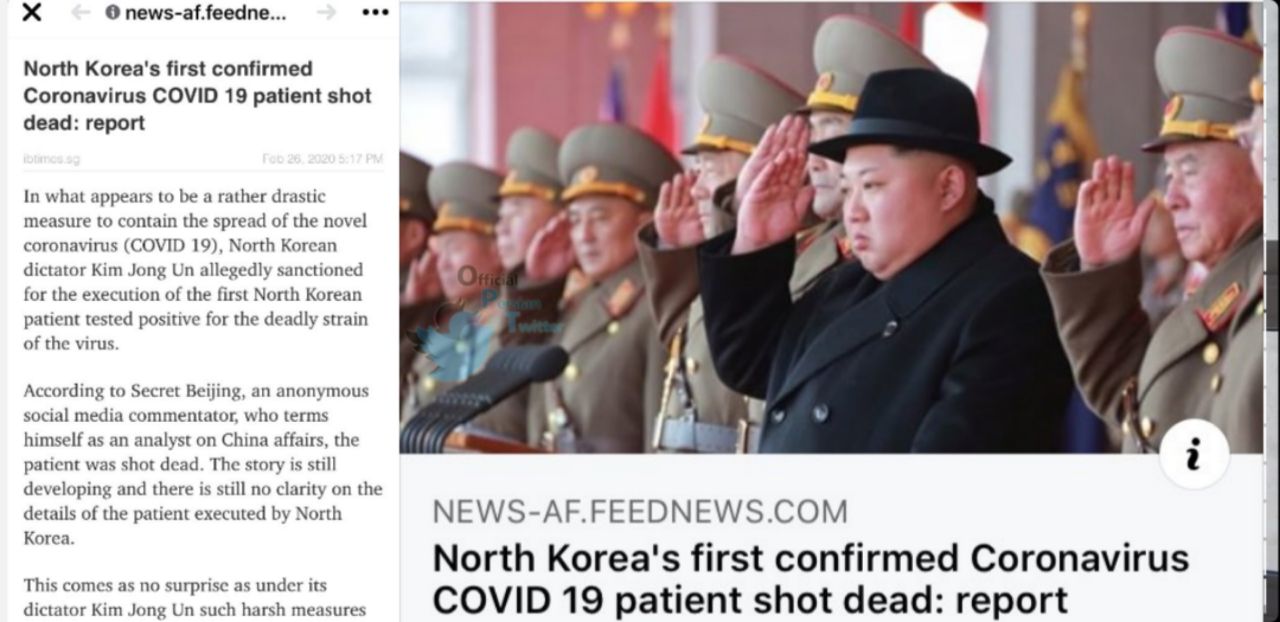 news-af.feedne...
North Korea's first confirmed
Coronavirus COVID 19 patient shot
dead: report
ibtimes.sg
Feb 26, 2020 5:17 PM
In what appears to be a rather drastic
measure to contain the spread of the novel
coronavirus (COVID 19), North Korean
dictator Kim Jong Un allegedly sanctioned
for the execution of the first North Korean
patient tested positive for the deadly strain
of the virus.
According to Secret Beijing, an anonymous
social media commentator, who terms
himself as an analyst on China affairs, the
patient was shot dead. The story is still
developing and there is still no clarity on the
details of the patient executed by North
Korea.
This comes as no surprise as under its
dictator Kim Jong Un such harsh measures
Official
Twitter
NEWS-AF.FEEDNEWS.COM
North Korea's first confirmed Coronavirus
COVID 19 patient shot dead: report